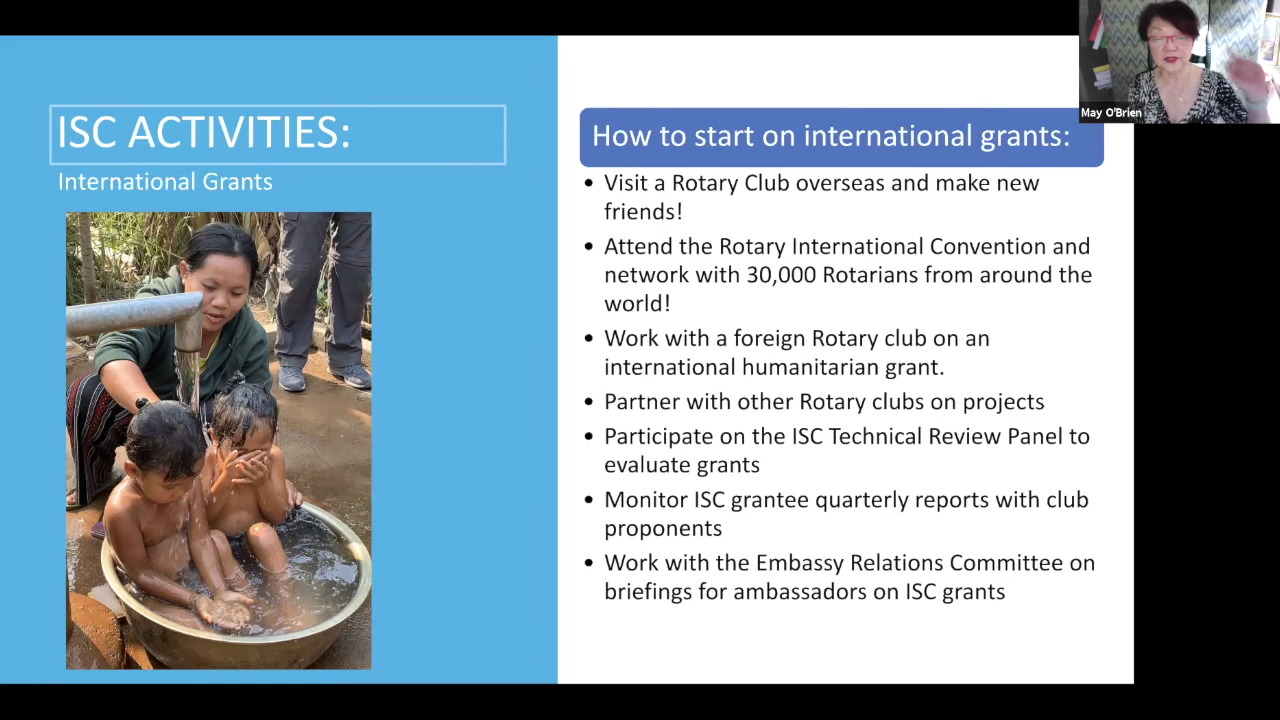 ISC ACTIVITIES:
International Grants
How to start on international grants:
• Visit a Rotary Club overseas and make new
friends!
• Attend the Rotary International Convention and
network with 30,000 Rotarians from around the
world!
• Work with a foreign Rotary club on an
international humanitarian grant.
• Partner with other Rotary clubs on projects
• Participate on the ISC Technical Review Panel to
evaluate grants
• Monitor ISC grantee quarterly reports with club
proponents
• Work with the Embassy Relations Committee on
briefings for ambassadors on ISC grants
May O'Brien